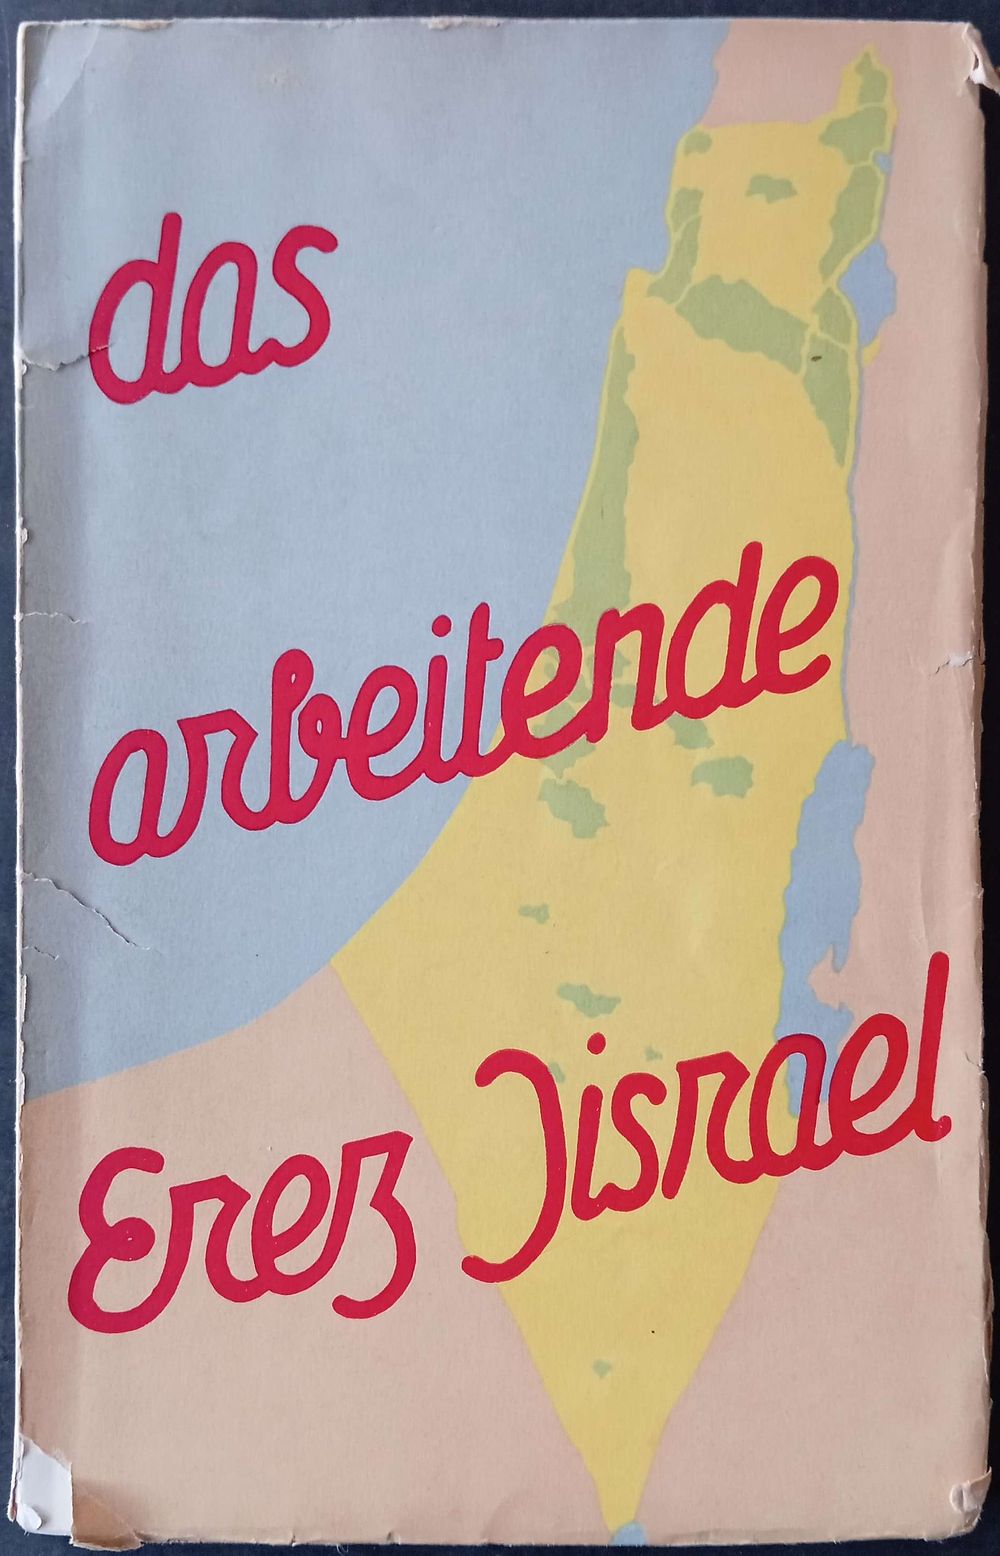 das
arbeitende
Erez Jisrael